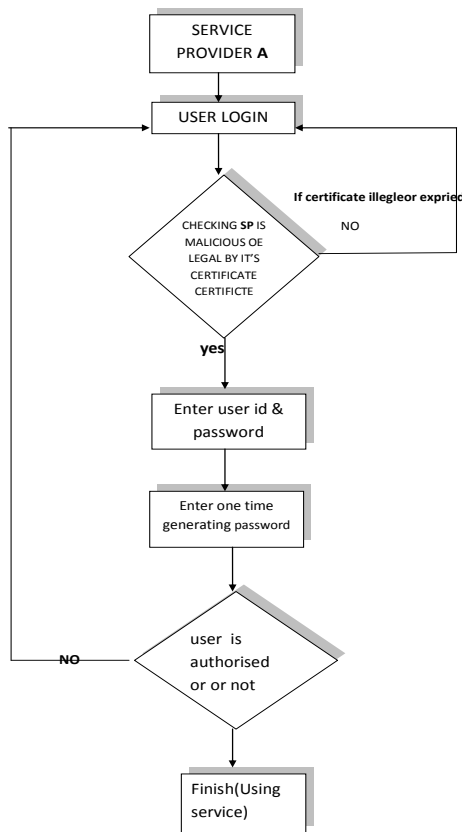 SERVICE
PROVIDER A
USER LOGIN
If certificate illegleor expried
NO
CHECKING SP IS
MALICIOUS OE
LEGAL BY IT’S
CERTIFICATE
CERTIFICTE
yes
Enter user id &
password
Enter one time
generating password
user is
authorised
or or not
NO
Finish(Using
service)